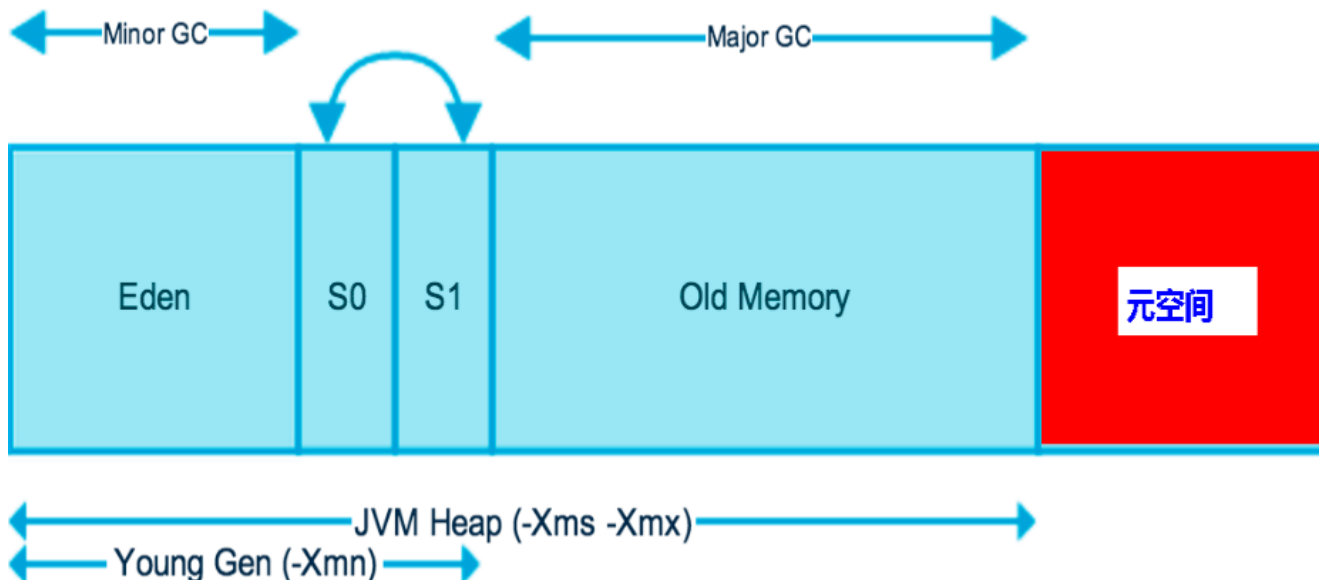 Minor GC
Major GC
Eden
S0
S1
Old Memory
元空间
JVM Heap (-Xms -Xmx)
Young Gen (-Xmn)